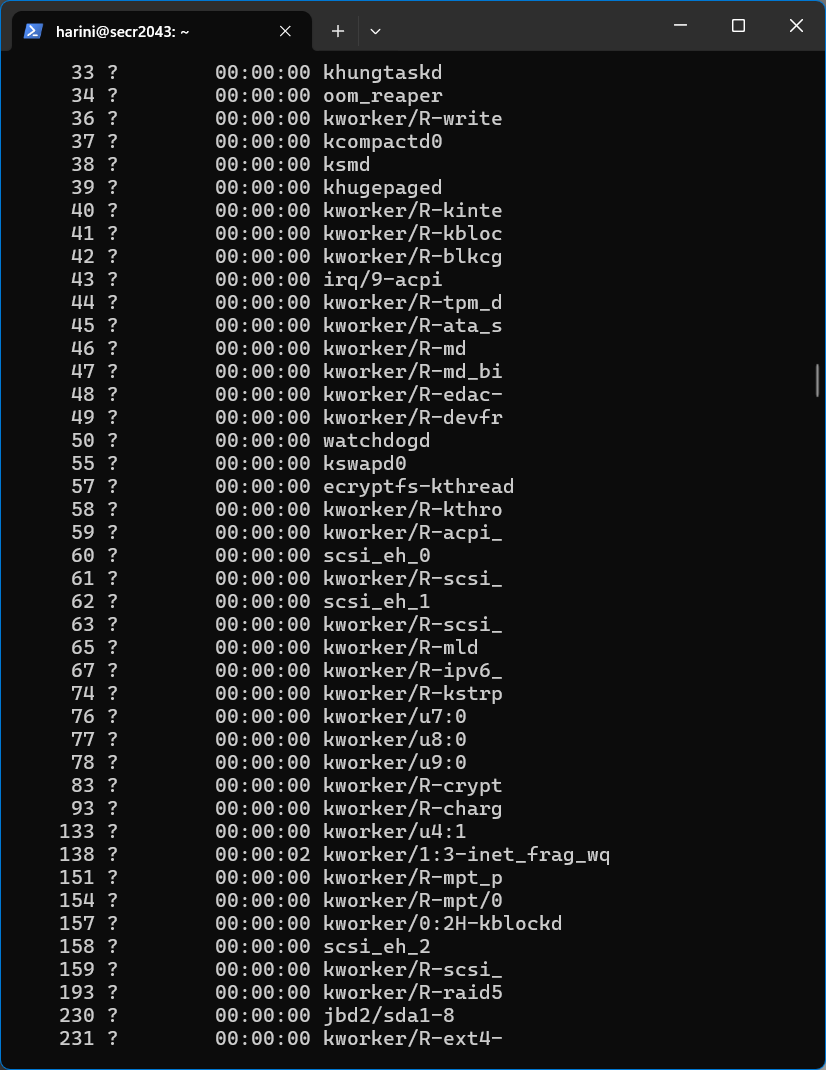 harini@secr2043: ~
33 ? 00:00:00 khungtaskd
34 ? 00:00:00 oom_reaper
36 ? 00:00:00 kworker/R-write
37 ? 00:00:00 kcompactd0
38 ? 00:00:00 ksmd
39 ? 00:00:00 khugepaged
40 ? 00:00:00 kworker/R-kinte
41 ? 00:00:00 kworker/R-kbloc
42 ? 00:00:00 kworker/R-blkcg
43 ? 00:00:00 irq/9-acpi
44 ? 00:00:00 kworker/R-tpm_d
45 ? 00:00:00 kworker/R-ata_s
46 ? 00:00:00 kworker/R-md
47 ? 00:00:00 kworker/R-md_bi
48 ? 00:00:00 kworker/R-edac-
49 ? 00:00:00 kworker/R-devfr
50 ? 00:00:00 watchdogd
55 ? 00:00:00 kswapd0
57 ? 00:00:00 ecryptfs-kthread
58 ? 00:00:00 kworker/R-kthro
59 ? 00:00:00 kworker/R-acpi_
60 ? 00:00:00 scsi_eh_0
61 ? 00:00:00 kworker/R-scsi_
62 ? 00:00:00 scsi_eh_1
63 ? 00:00:00 kworker/R-scsi_
65 ? 00:00:00 kworker/R-mld
67 ? 00:00:00 kworker/R-ipv6_
74 ? 00:00:00 kworker/R-kstrp
76 ? 00:00:00 kworker/u7:0
77 ? 00:00:00 kworker/u8:0
78 ? 00:00:00 kworker/u9:0
83 ? 00:00:00 kworker/R-crypt
93 ? 00:00:00 kworker/R-charg
133 ? 00:00:00 kworker/u4:1
138 ? 00:00:02 kworker/1:3-inet_frag_wq
151 ? 00:00:00 kworker/R-mpt_p
154 ? 00:00:00 kworker/R-mpt/0
157 ? 00:00:00 kworker/0:2H-kblockd
158 ? 00:00:00 scsi_eh_2
159 ? 00:00:00 kworker/R-scsi_
193 ? 00:00:00 kworker/R-raid5
230 ? 00:00:00 jbd2/sda1-8
231 ? 00:00:00 kworker/R-ext4-